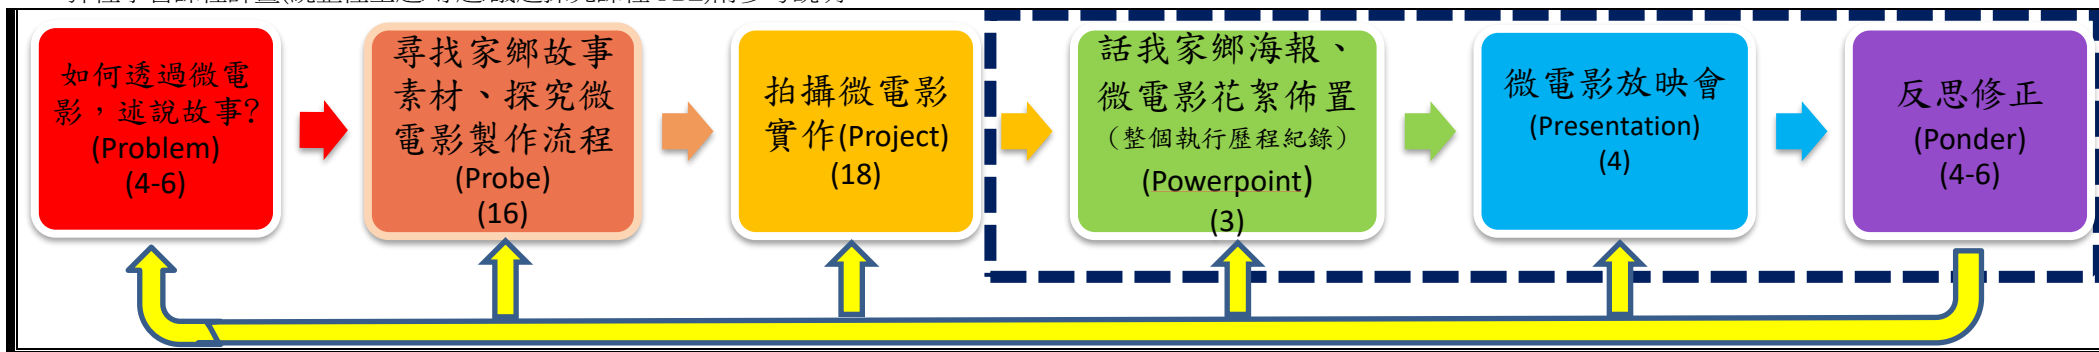 如何透過微電
影，述說故事?
(Problem)
(4-6)
尋找家鄉故事
素材、探究微
電影製作流程
(Probe)
(16)
拍攝微電影
實作(Project)
(18)
話我家鄉海報、
微電影花絮佈置
（整個執行歷程紀錄）
(Powerpoint)
(3)
微電影放映會
(Presentation)
(4)
反思修正
(Ponder)
(4-6)